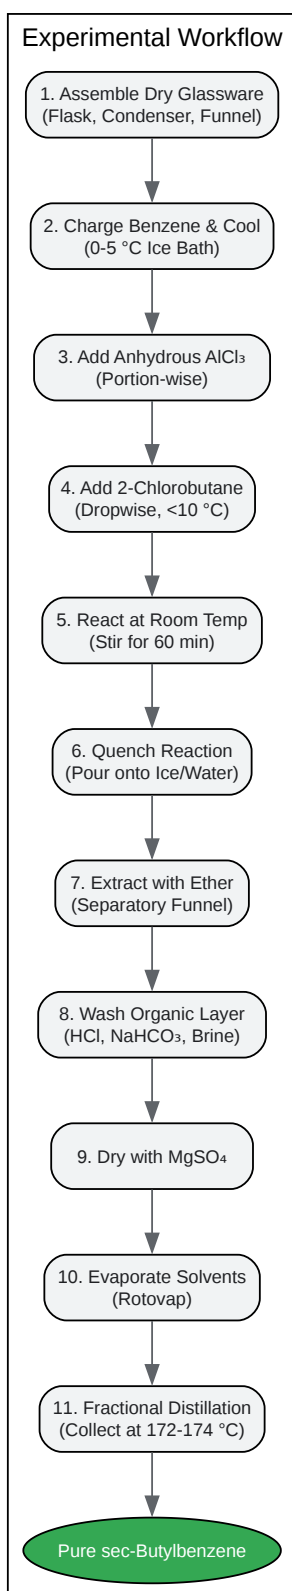 Experimental Workflow
1. Assemble Dry Glassware
(Flask, Condenser, Funnel)
2. Charge Benzene & Cool
(0-5 °C Ice Bath)
3. Add Anhydrous AlCl₃
(Portion-wise)
4. Add 2-Chlorobutane
(Dropwise, <10 °C)
5. React at Room Temp
(Stir for 60 min)
6. Quench Reaction
(Pour onto Ice/Water)
7. Extract with Ether
(Separatory Funnel)
8. Wash Organic Layer
(HCl, NaHCO₃, Brine)
9. Dry with MgSO₄
10. Evaporate Solvents
(Rotovap)
11. Fractional Distillation
(Collect at 172-174 °C)
Pure sec-Butylbenzene